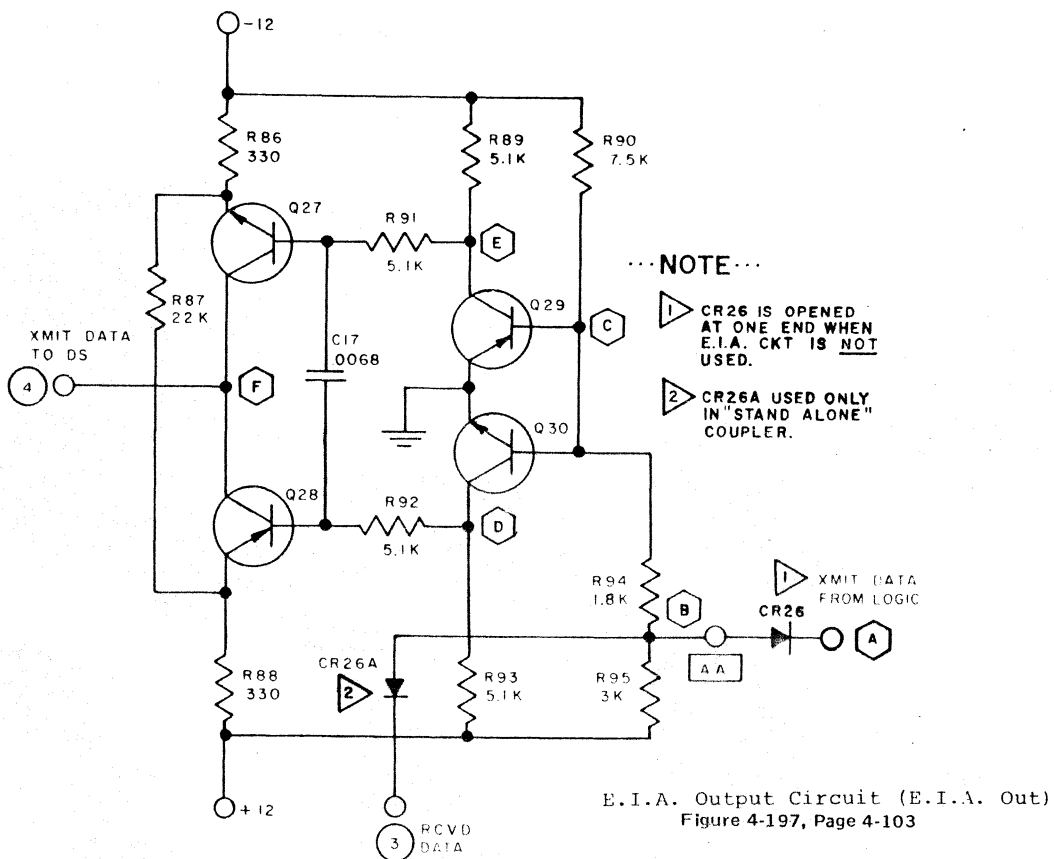 -12
R86
330
R89
5.1K
R90
7.5K
Q27
R91
5.1K
E
R87
22K
XMIT DATA
TO DS
4
F
C17
.0068
Q29
C
Q30
Q28
R92
5.1K
D
···NOTE···
1 CR26 IS OPENED
AT ONE END WHEN
E.I.A. CKT IS NOT
USED.
2 CR26A USED ONLY
IN "STAND ALONE"
COUPLER.
R94
1.8K
B
1 XMIT DATA
FROM LOGIC
CR26
A
AA
R88
330
CR26A
2
R93
5.1K
R95
3K
+12
3
RCVD
DATA
E.I.A. Output Circuit (E.I.A. Out)
Figure 4-197, Page 4-103